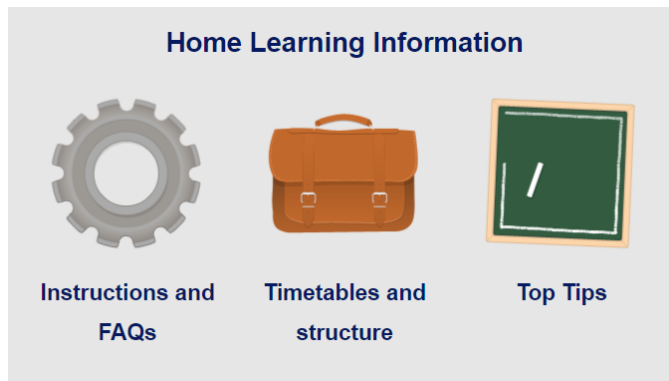 Home Learning Information
Instructions and
FAQs
Timetables and
structure
Top Tips